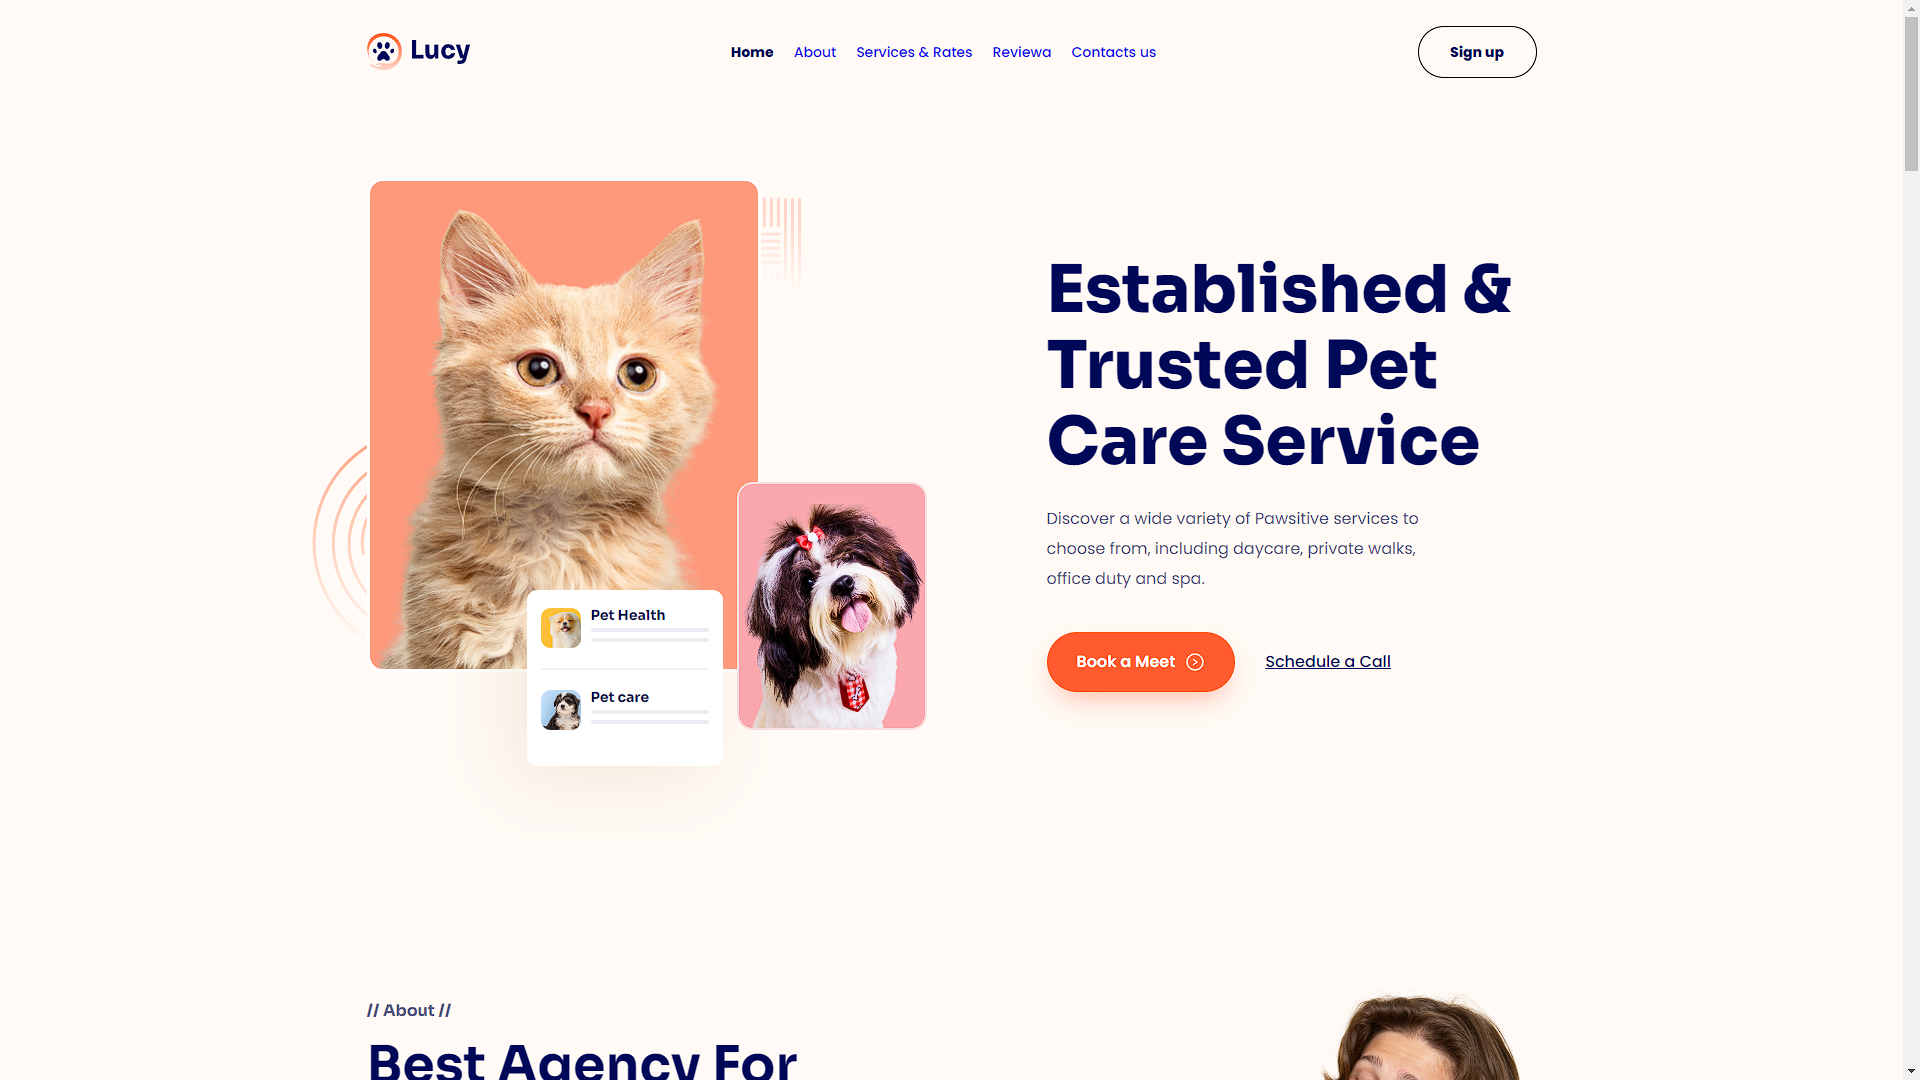 Lucy
Home About Services & Rates Reviewa Contacts us
Sign up
Established &
Trusted Pet
Care Service
Discover a wide variety of Pawsitive services to
choose from, including daycare, private walks,
office duty and spa.
Book a Meet
Schedule a Call
Pet Health
Pet care
// About //
Best Agency For